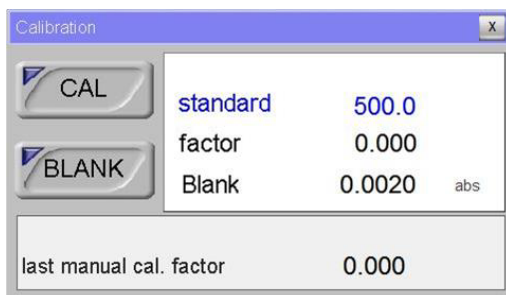 Calibration X
CAL
standard 500.0
factor 0.000
BLANK
Blank 0.0020 abs
last manual cal. factor 0.000